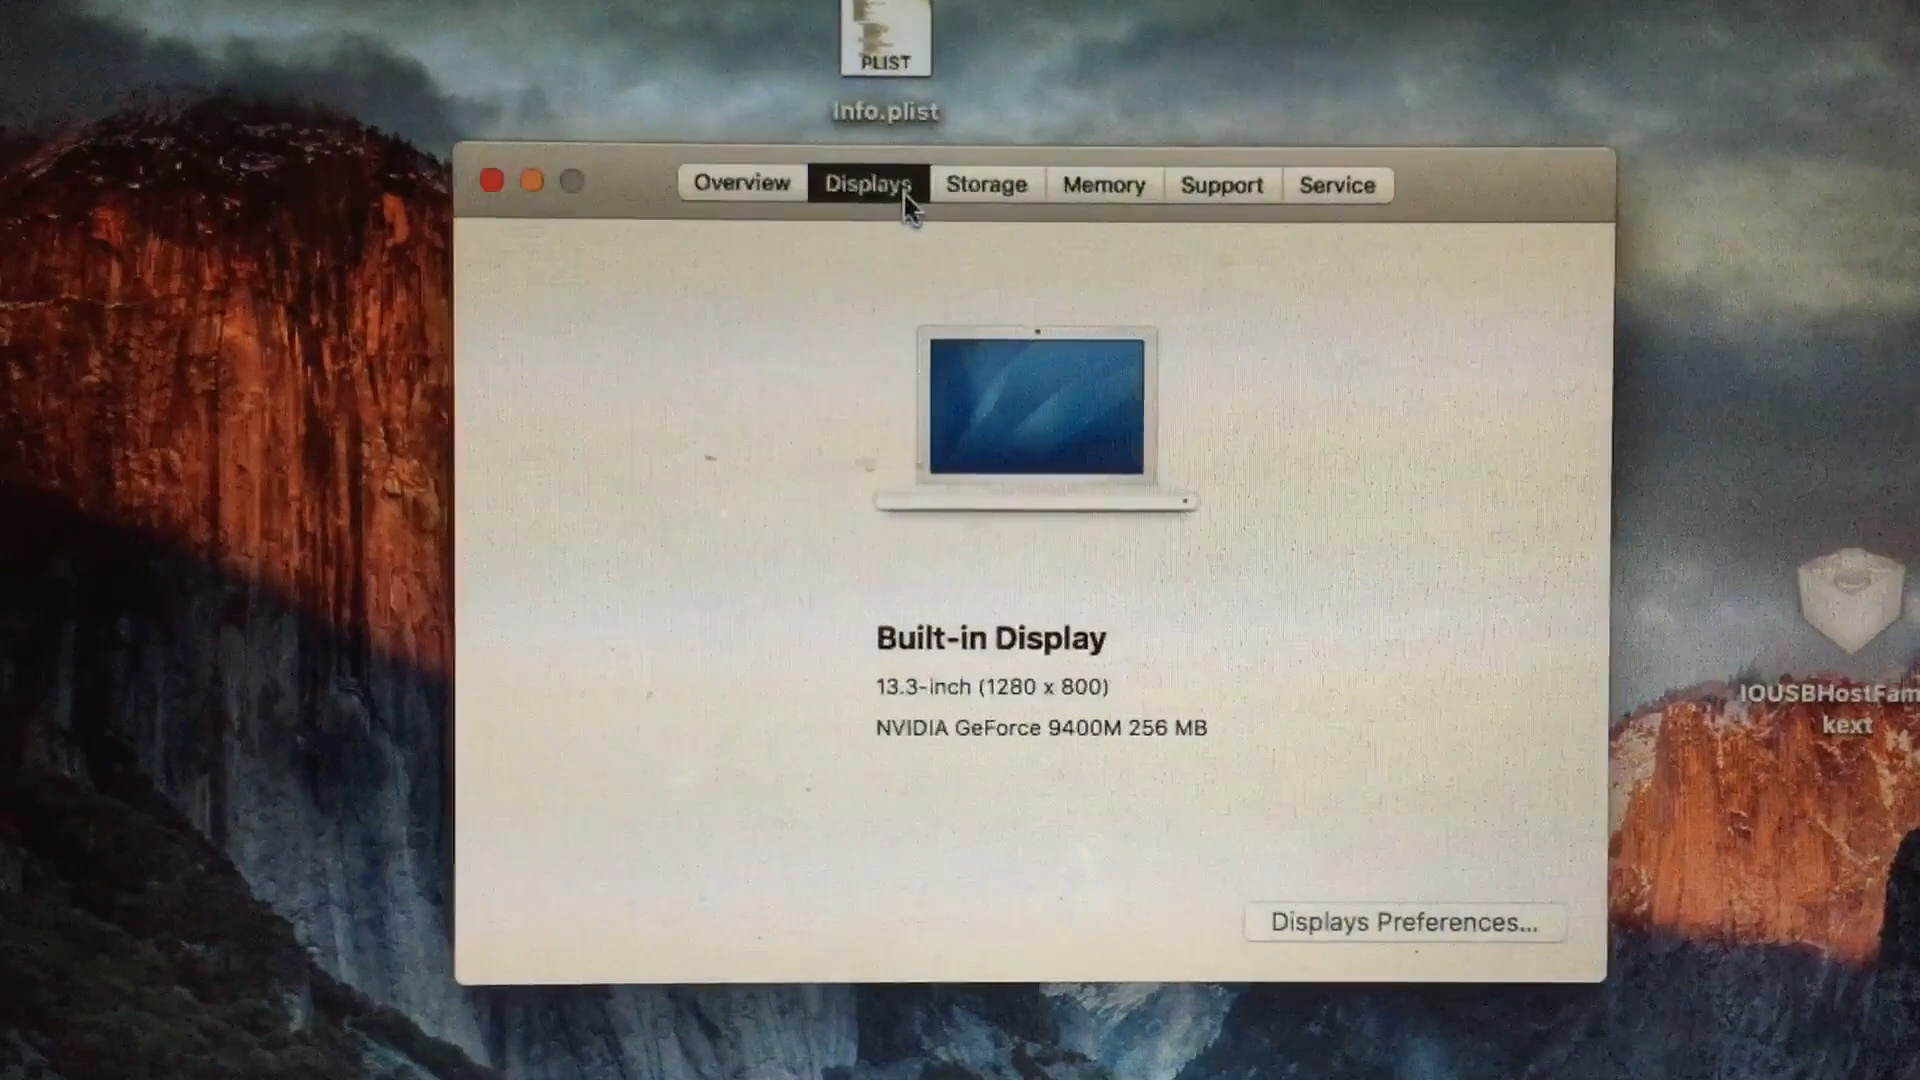 PLIST
Info.plist
Overview
Displays
Storage
Memory
Support
Service
Built-in Display
13.3-inch (1280 x 800)
NVIDIA GeForce 9400M 256 MB
IOUSBHostFam
kext
Displays Preferences...